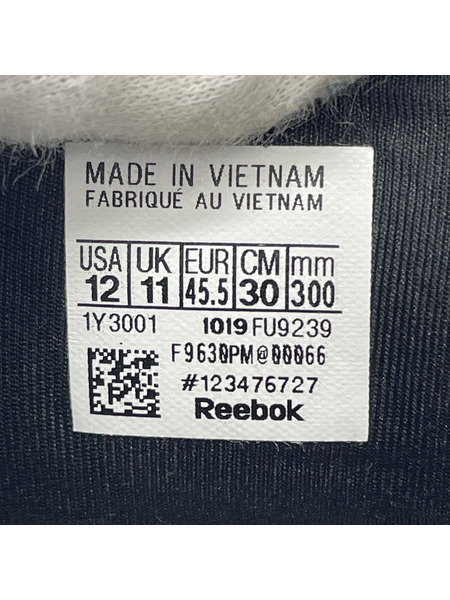 MADE IN VIETNAM
FABRIQUÉ AU VIETNAM
USA UK EUR CM mm
12 11 45.5 30 300
1Y3001 1019 FU9239
F9630PM@00066
#123476727
Reebok